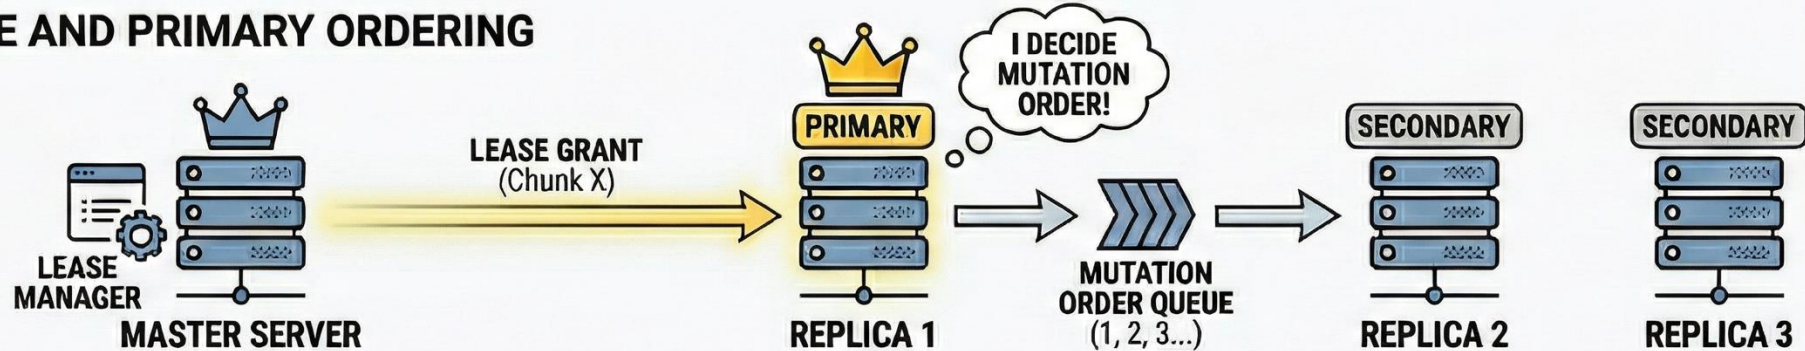 E AND PRIMARY ORDERING
LEASE
MANAGER
MASTER SERVER
LEASE GRANT
(Chunk X)
PRIMARY
I DECIDE
MUTATION
ORDER!
REPLICA 1
MUTATION
ORDER QUEUE
(1, 2, 3...)
SECONDARY
REPLICA 2
SECONDARY
REPLICA 3